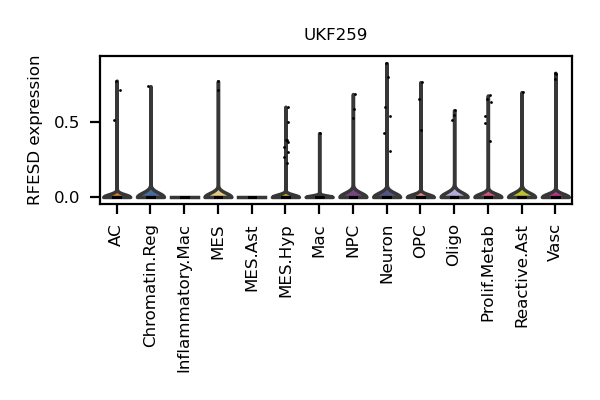 UKF259
RFESD expression
0.5
0.0
AC
Chromatin.Reg
Inflammatory.Mac
MES
MES.Ast
MES.Hyp
Mac
NPC
Neuron
OPC
Oligo
Prolif.Metab
Reactive.Ast
Vasc